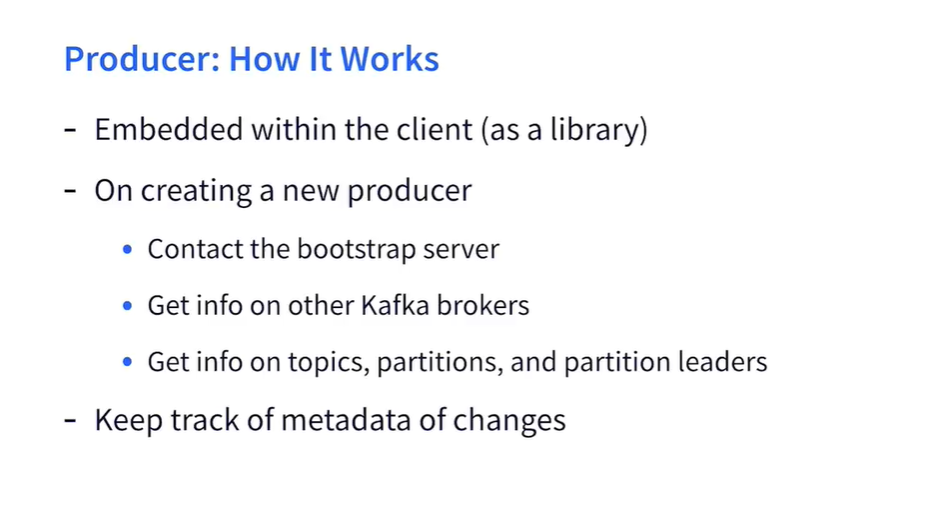 Producer: How It Works
- Embedded within the client (as a library)
- On creating a new producer
• Contact the bootstrap server
• Get info on other Kafka brokers
• Get info on topics, partitions, and partition leaders
- Keep track of metadata of changes